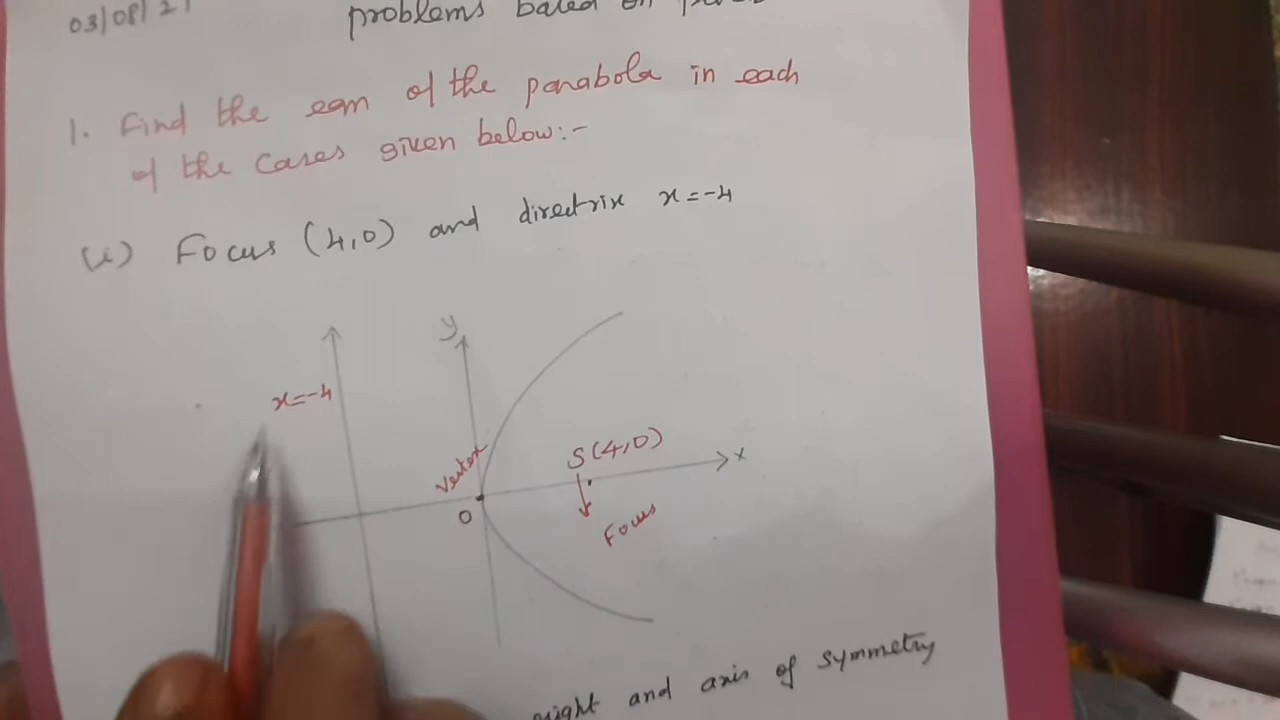 03/08/21
problems based on
1. Find the eqn of the parabola in each
of the cases given below:-
(i) Focus (4,0) and directrix x=-4
y
x=-4
S(4,0)
x
Vertex
O
Focus
right and axis of symmetry